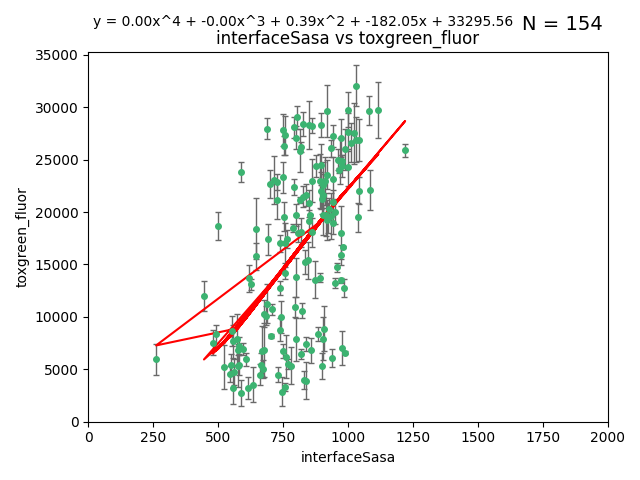 y = 0.00x^4 + -0.00x^3 + 0.39x^2 + -182.05x + 33295.56 N = 154
interfaceSasa vs toxgreen_fluor
35000
30000
25000
20000
15000
10000
5000
0
toxgreen_fluor
0 250 500 750 1000 1250 1500 1750 2000
interfaceSasa